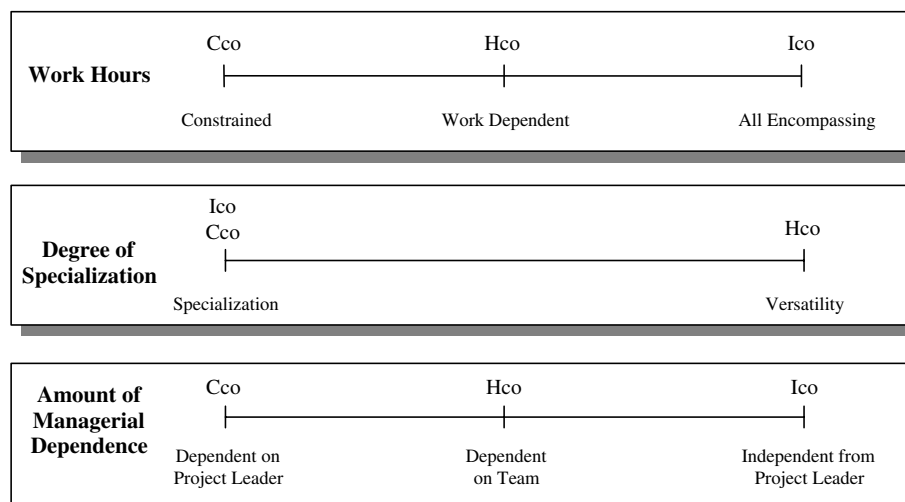 Cco Hco Ico
Work Hours
Constrained Work Dependent All Encompassing
Ico
Cco Hco
Degree of
Specialization
Specialization Versatility
Cco Hco Ico
Amount of
Managerial
Dependence
Dependent on Dependent Independent from
Project Leader on Team Project Leader